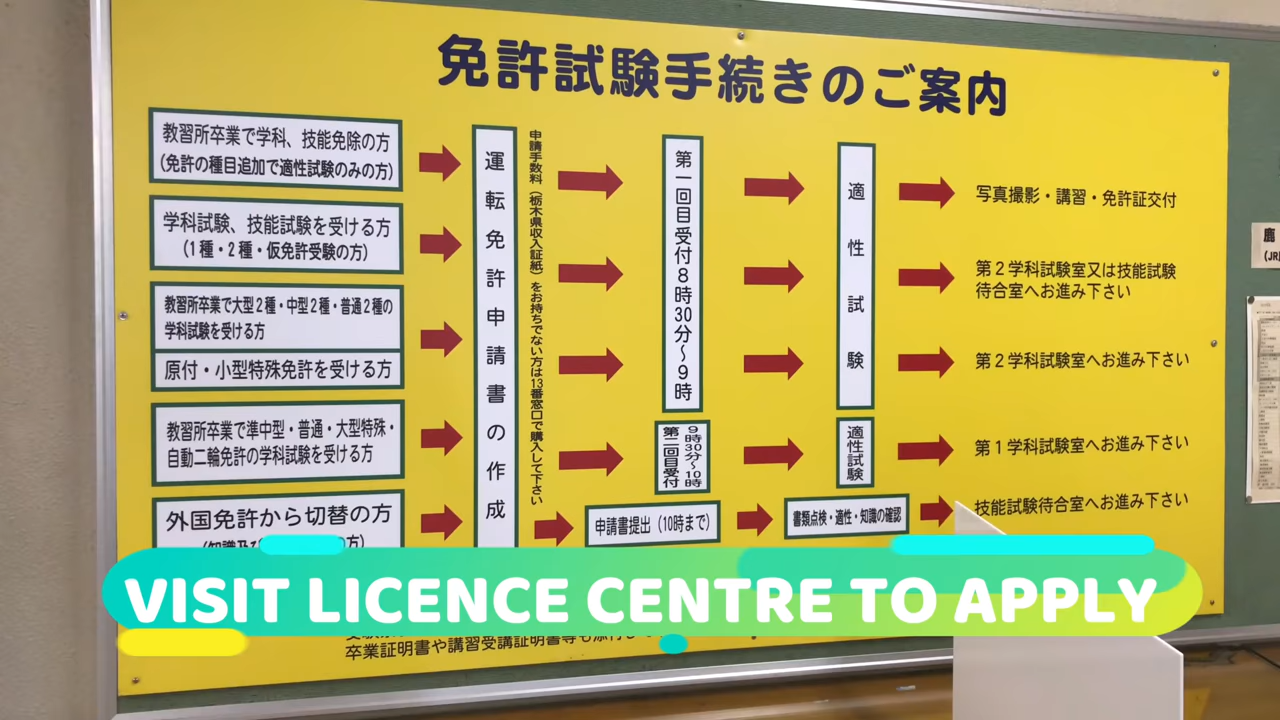 免許試験手続きのご案内
教習所卒業で学科、技能免除の方
(免許の種目追加で適性試験のみの方)
学科試験、技能試験を受ける方
(1種・2種・仮免許受験の方)
教習所卒業で大型2種・中型2種・普通2種の
学科試験を受ける方
原付・小型特殊免許を受ける方
教習所卒業で準中型・普通・大型特殊・
自動二輪免許の学科試験を受ける方
外国免許から切替の方
運転免許申請書の作成
申請手数料(栃木県収入証紙)をお持ちでない方は13番窓口で購入して下さい
第一回目受付8時30分〜9時
9時30分〜10時
第二回目受付
申請書提出(10時まで)
適性試験
適性試験
書類点検・適性・知識の確認
写真撮影・講習・免許証交付
第2学科試験室又は技能試験
待合室へお進み下さい
第2学科試験室へお進み下さい
第1学科試験室へお進み下さい
技能試験待合室へお進み下さい
VISIT LICENCE CENTRE TO APPLY
卒業証明書や講習受講証明書等も添付し
鹿
(JR